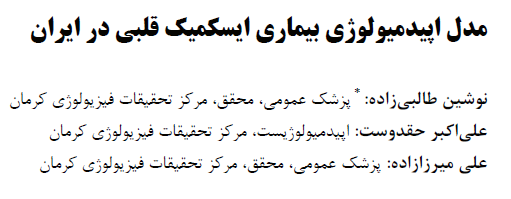 مدل اپیدمیولوژی بیماری ایسکمیک قلبی در ایران
نوشین طالبی‌زاده: * پزشک عمومی، محقق، مرکز تحقیقات فیزیولوژی کرمان
علی‌اکبر حقدوست: اپیدمیولوژیست، مرکز تحقیقات فیزیولوژی کرمان
علی میرزازاده: پزشک عمومی، محقق، مرکز تحقیقات فیزیولوژی کرمان